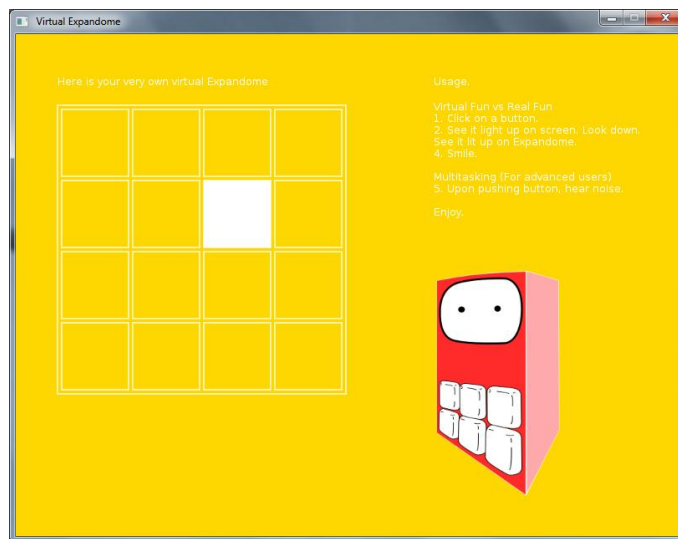 Virtual Expandome
Here is your very own virtual Expandome
Usage.
Virtual Fun vs Real Fun
1. Click on a button.
2. See it light up on screen. Look down.
See it lit up on Expandome.
4. Smile.
Multitasking (For advanced users)
5. Upon pushing button, hear noise.
Enjoy.